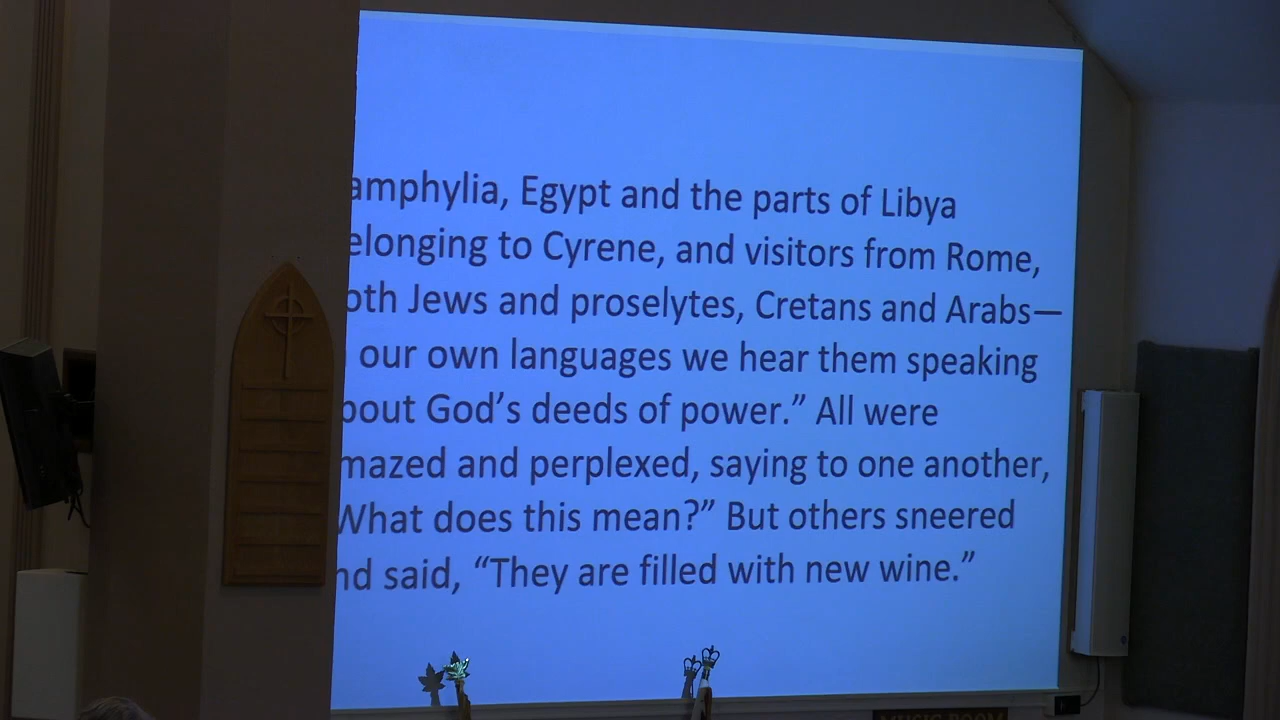 amphylia, Egypt and the parts of Libya
elonging to Cyrene, and visitors from Rome,
oth Jews and proselytes, Cretans and Arabs—
our own languages we hear them speaking
bout God's deeds of power.” All were
mazed and perplexed, saying to one another,
What does this mean?” But others sneered
nd said, “They are filled with new wine.”
MUSIC ROOM